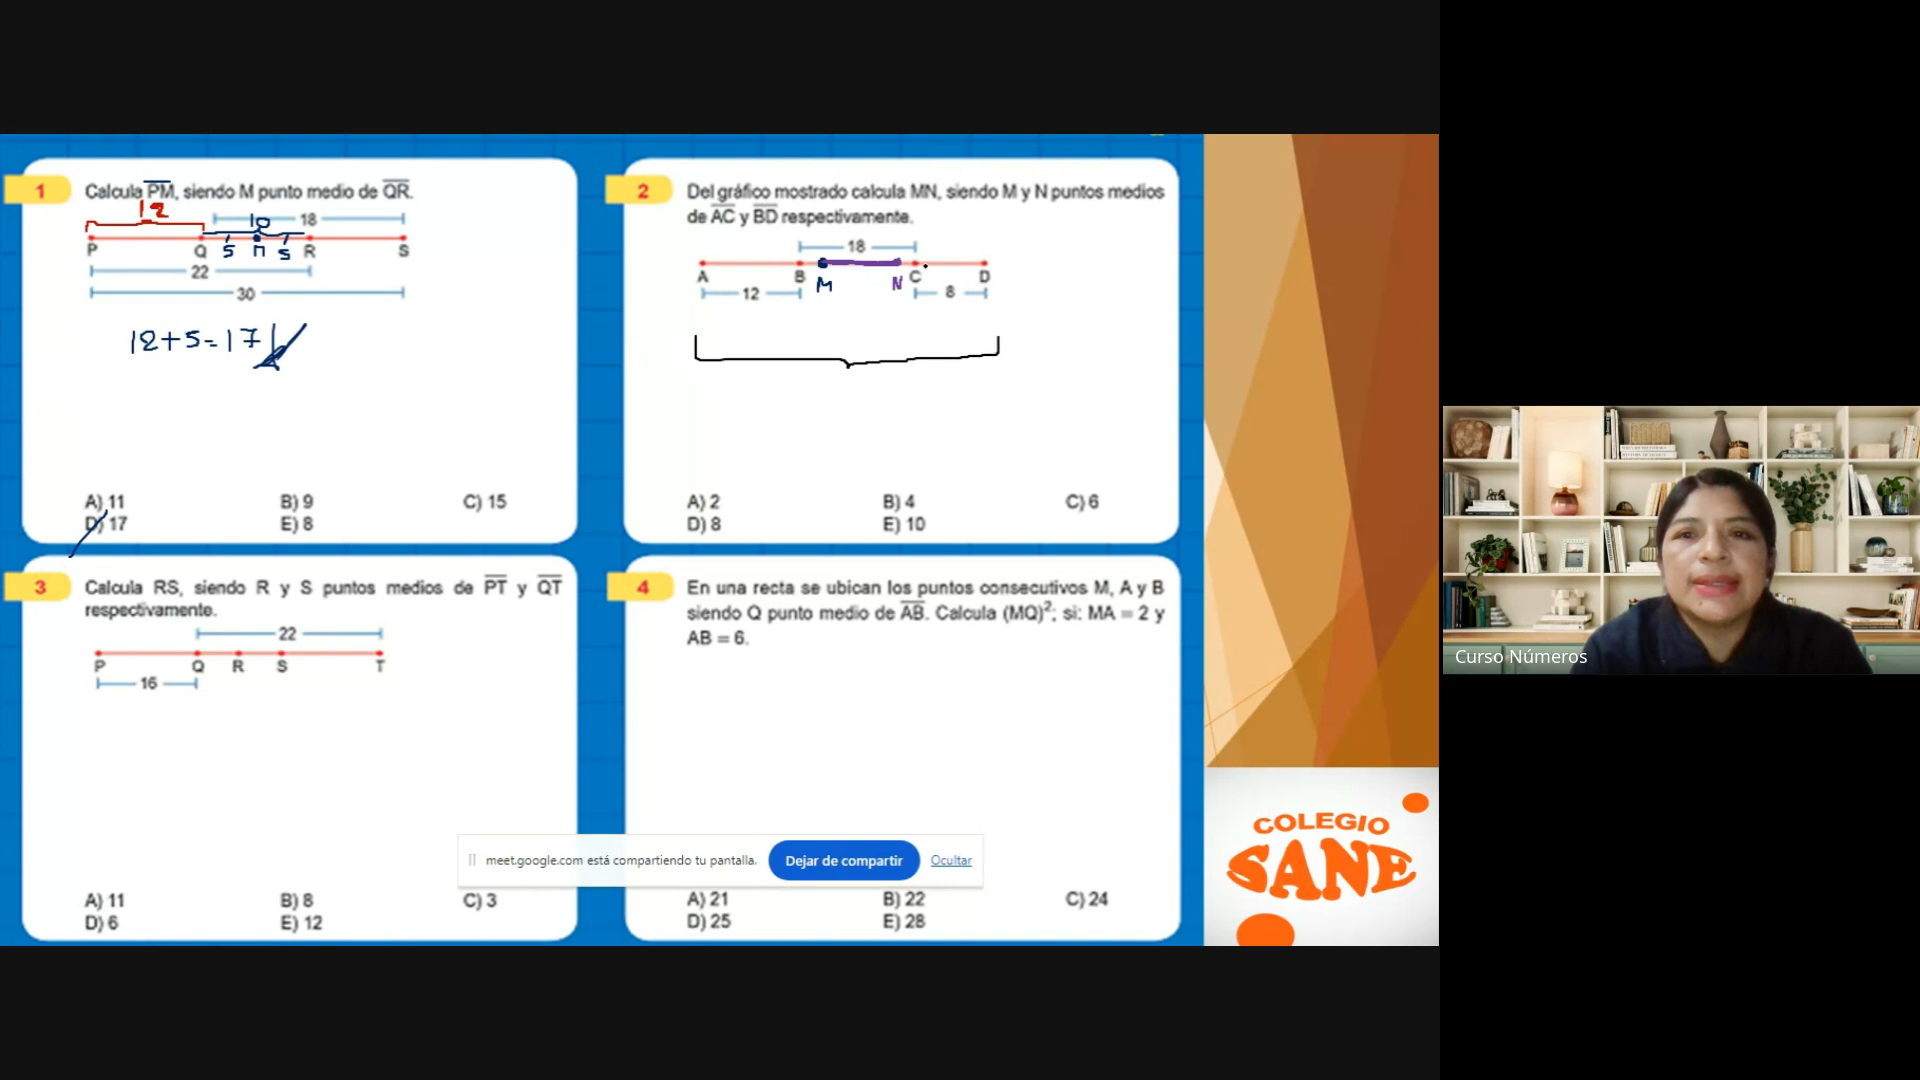 1
Calcula PM, siendo M punto medio de QR.
12
10
18
P
Q
5
M
5
R
S
22
30
12+5=17
A) 11
B) 9
C) 15
D) 17
E) 8
2
Del gráfico mostrado calcula MN, siendo M y N puntos medios
de AC y BD respectivamente.
18
A
B
M
N
C
D
12
8
A) 2
B) 4
C) 6
D) 8
E) 10
3
Calcula RS, siendo R y S puntos medios de PT y QT
respectivamente.
22
P
Q
R
S
T
16
A) 11
B) 8
C) 3
D) 6
E) 12
4
En una recta se ubican los puntos consecutivos M, A y B
siendo Q punto medio de AB. Calcula (MQ)²; si: MA = 2 y
AB = 6.
A) 21
B) 22
C) 24
D) 25
E) 28
meet.google.com está compartiendo tu pantalla.
Dejar de compartir
Ocultar
COLEGIO
SANE
Curso Números